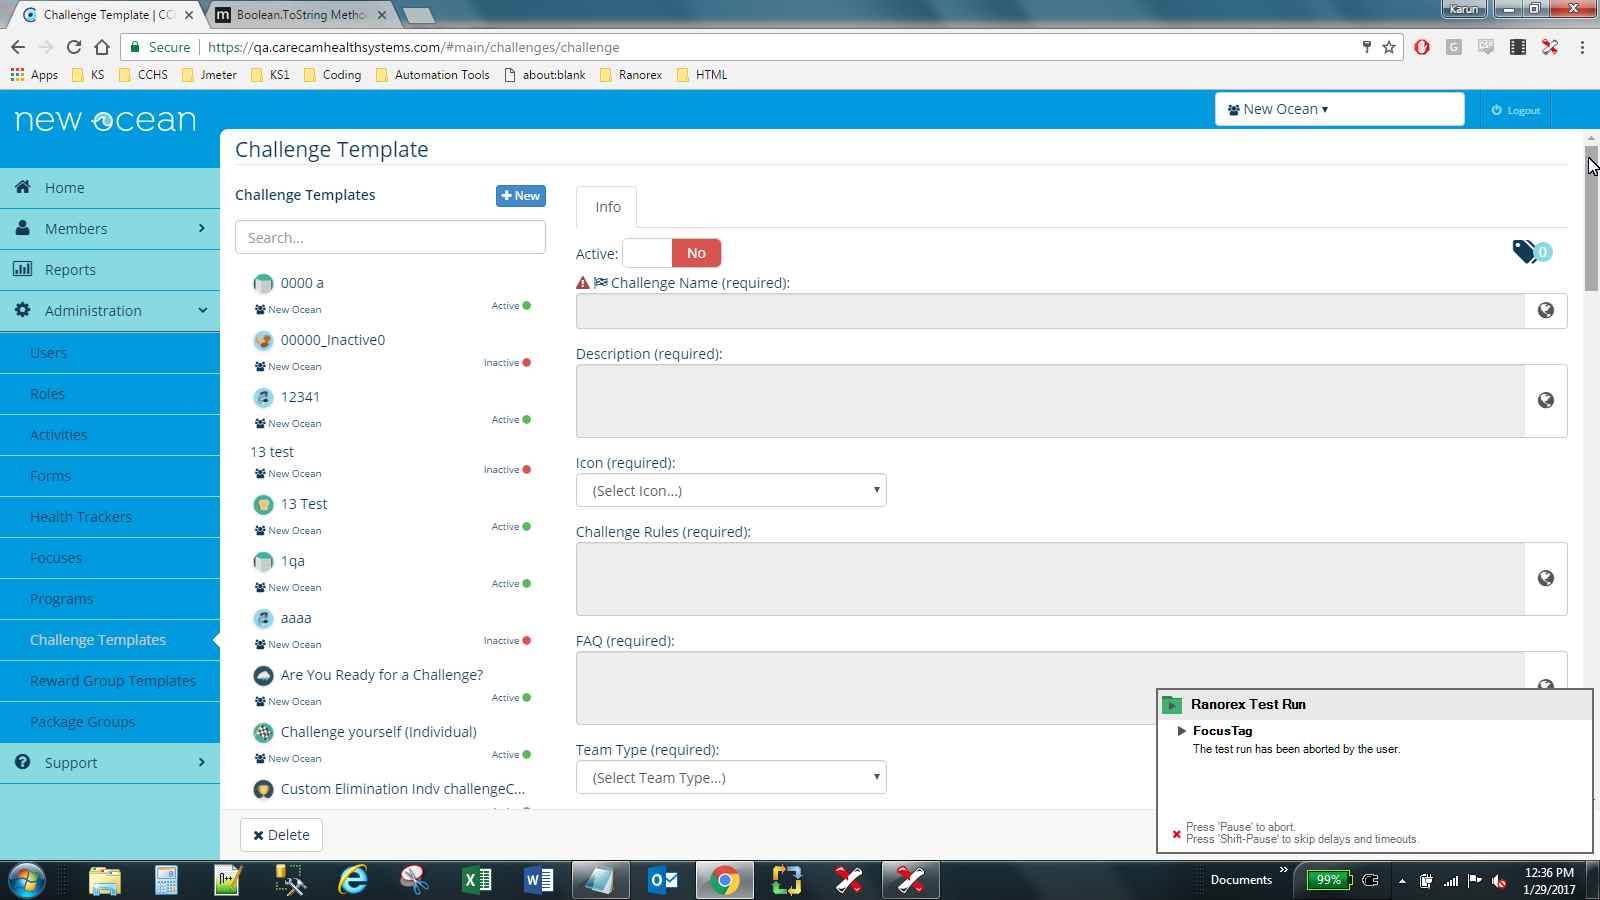 Challenge Template | CC
Boolean.ToString Metho
Karun
Secure
https://qa.carecamhealthsystems.com/#main/challenges/challenge
Apps
KS
CCHS
Jmeter
KS1
Coding
Automation Tools
about:blank
Ranorex
HTML
new ocean
New Ocean ▾
Logout
Home
Members
Reports
Administration
Users
Roles
Activities
Forms
Health Trackers
Focuses
Programs
Challenge Templates
Reward Group Templates
Package Groups
Support
Challenge Template
Challenge Templates
+ New
Search...
0000 a
New Ocean
Active
00000_Inactive0
New Ocean
Inactive
12341
New Ocean
Active
13 test
New Ocean
Inactive
13 Test
New Ocean
Active
1qa
New Ocean
Active
aaaa
New Ocean
Inactive
Are You Ready for a Challenge?
New Ocean
Active
Challenge yourself (Individual)
New Ocean
Active
Custom Elimination Indv challengeC...
Delete
Info
Active:
No
0
Challenge Name (required):
Description (required):
Icon (required):
(Select Icon...)
Challenge Rules (required):
FAQ (required):
Team Type (required):
(Select Team Type...)
Ranorex Test Run
FocusTag
The test run has been aborted by the user.
Press 'Pause' to abort.
Press 'Shift-Pause' to skip delays and timeouts.
Documents
99%
12:36 PM
1/29/2017